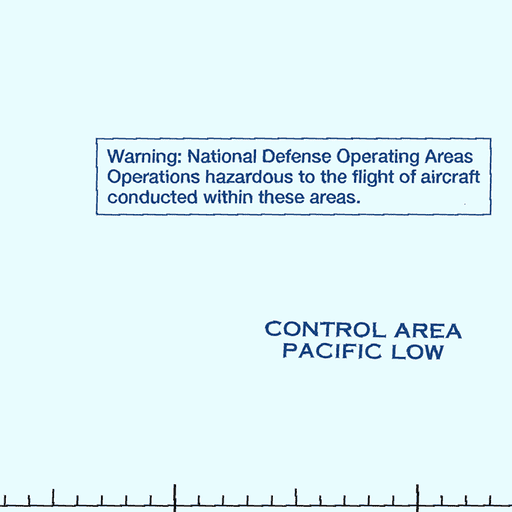 Warning: National Defense Operating Areas
Operations hazardous to the flight of aircraft
conducted within these areas.
CONTROL AREA
PACIFIC LOW